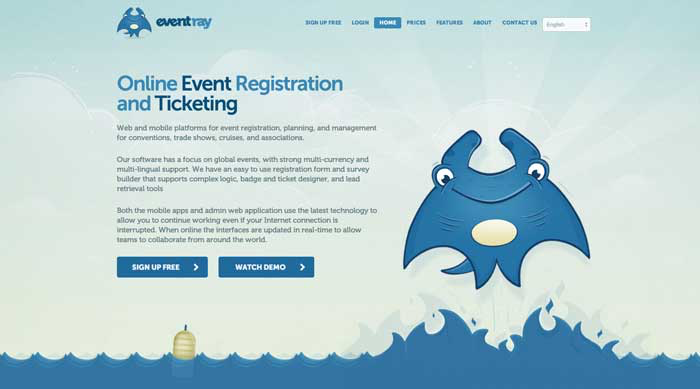 eventray
SIGN UP FREE LOGIN HOME PRICES FEATURES ABOUT CONTACT US English
Online Event Registration
and Ticketing
Web and mobile platforms for event registration, planning, and management
for conventions, trade shows, cruises, and associations.
Our software has a focus on global events, with strong multi-currency and
multi-lingual support. We have an easy to use registration form and survey
builder that supports complex logic, badge and ticket designer, and lead
retrieval tools
Both the mobile apps and admin web application use the latest technology to
allow you to continue working even if your Internet connection is
interrupted. When online the interfaces are updated in real-time to allow
teams to collaborate from around the world.
SIGN UP FREE WATCH DEMO